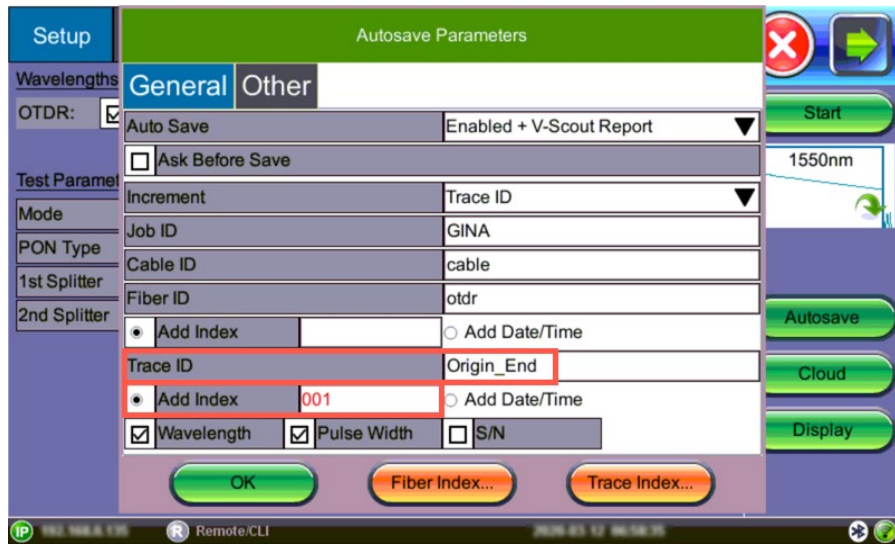 Setup
Autosave Parameters
Wavelengths
General Other
OTDR:
Start
Auto Save Enabled + V-Scout Report
Ask Before Save
1550nm
Test Paramet
Increment Trace ID
Mode
Job ID GINA
PON Type
Cable ID cable
1st Splitter
Fiber ID otdr
2nd Splitter
Autosave
Add Index Add Date/Time
Trace ID Origin_End
Cloud
Add Index 001 Add Date/Time
Wavelength Pulse Width S/N
Display
OK Fiber Index... Trace Index...
IP R Remote/CLI